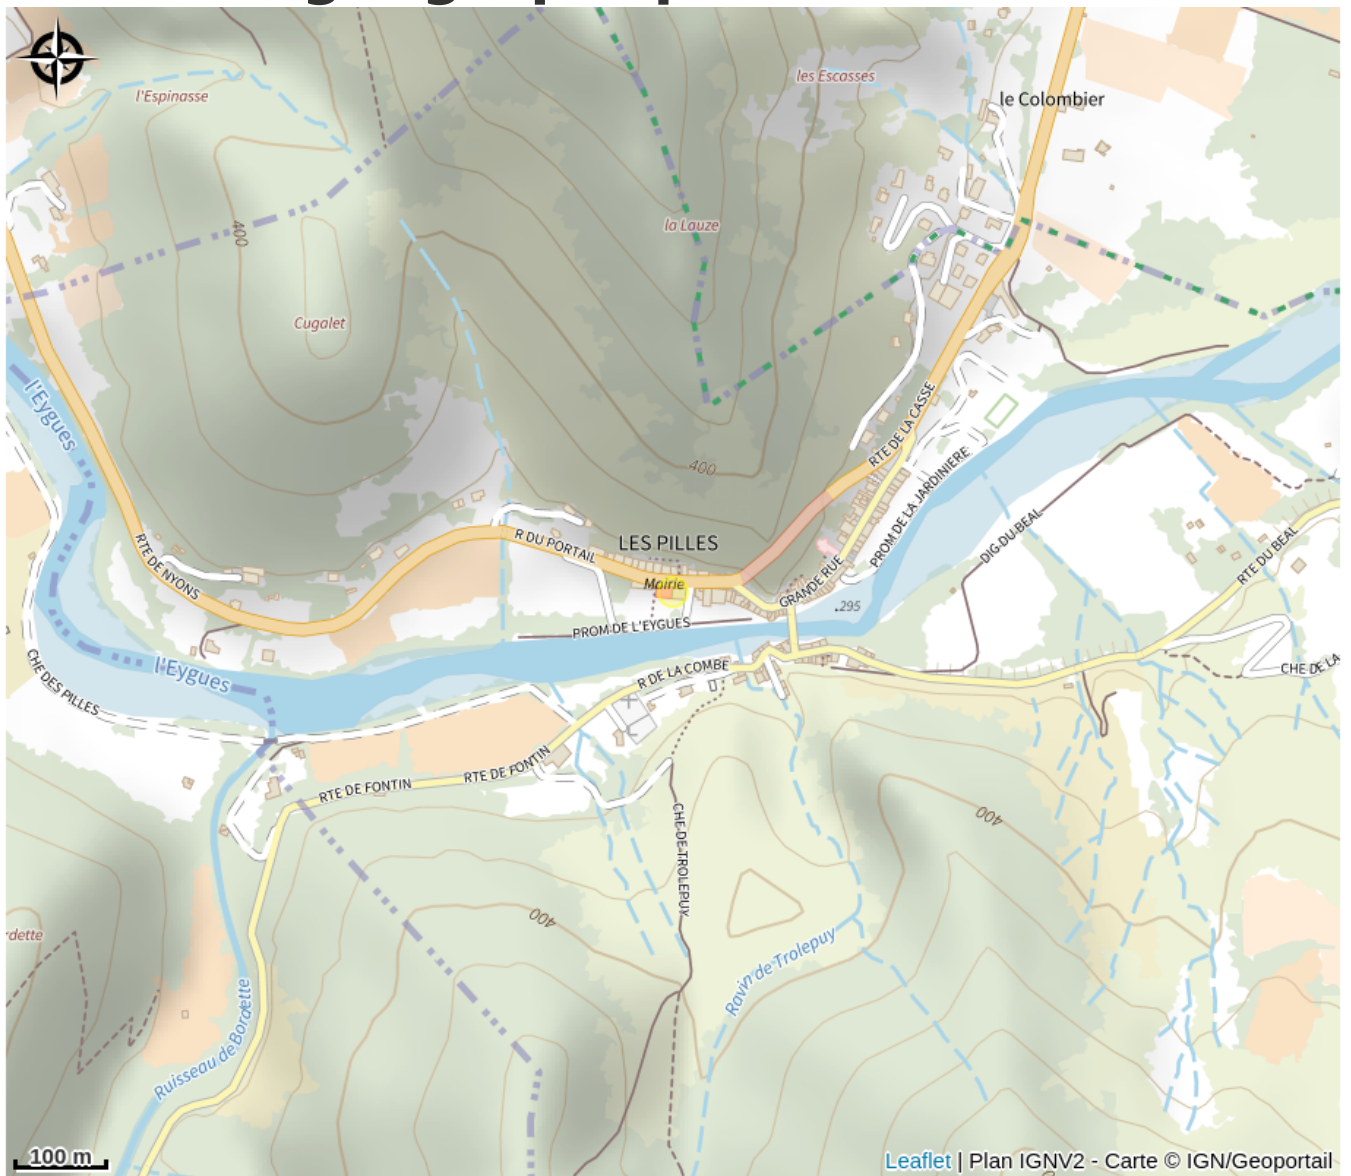 les Escasses
l'Espinasse
le Colombier
400
la Lauze
Cugalet
l'Eygues
RTE DE LA CASSE
400
PROM DE LA JARDINIERE
R DU PORTAIL
LES PILLES
DIG DU BEAL
RTE DU BEAL
RTE DE NYONS
Mairie
GRANDE RUE
.295
PROM DE L'EYGUES
l'Eygues
R DE LA COMBE
CHE DE LA
CHE DES PILLES
RTE DE FONTIN
RTE DE FONTIN
400
CHE DE TROLEPUY
400
rdette
Ravin de Trolepuy
Ruisseau de Bordette
100 m
Leaflet | Plan IGNV2 - Carte © IGN/Geoportail